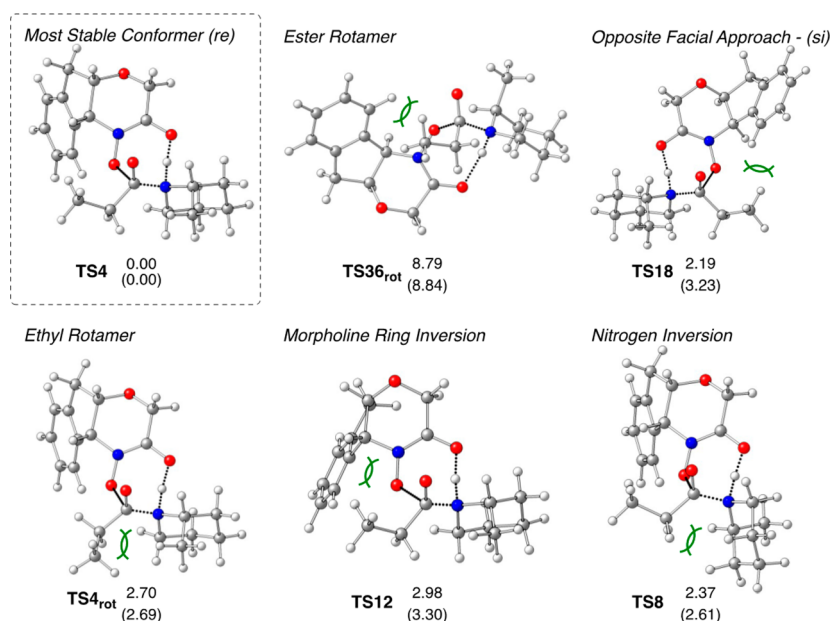 Most Stable Conformer (re)
Ester Rotamer
Opposite Facial Approach - (si)
TS4 0.00
(0.00)
TS36rot 8.79
(8.84)
TS18 2.19
(3.23)
Ethyl Rotamer
Morpholine Ring Inversion
Nitrogen Inversion
TS4rot 2.70
(2.69)
TS12 2.98
(3.30)
TS8 2.37
(2.61)